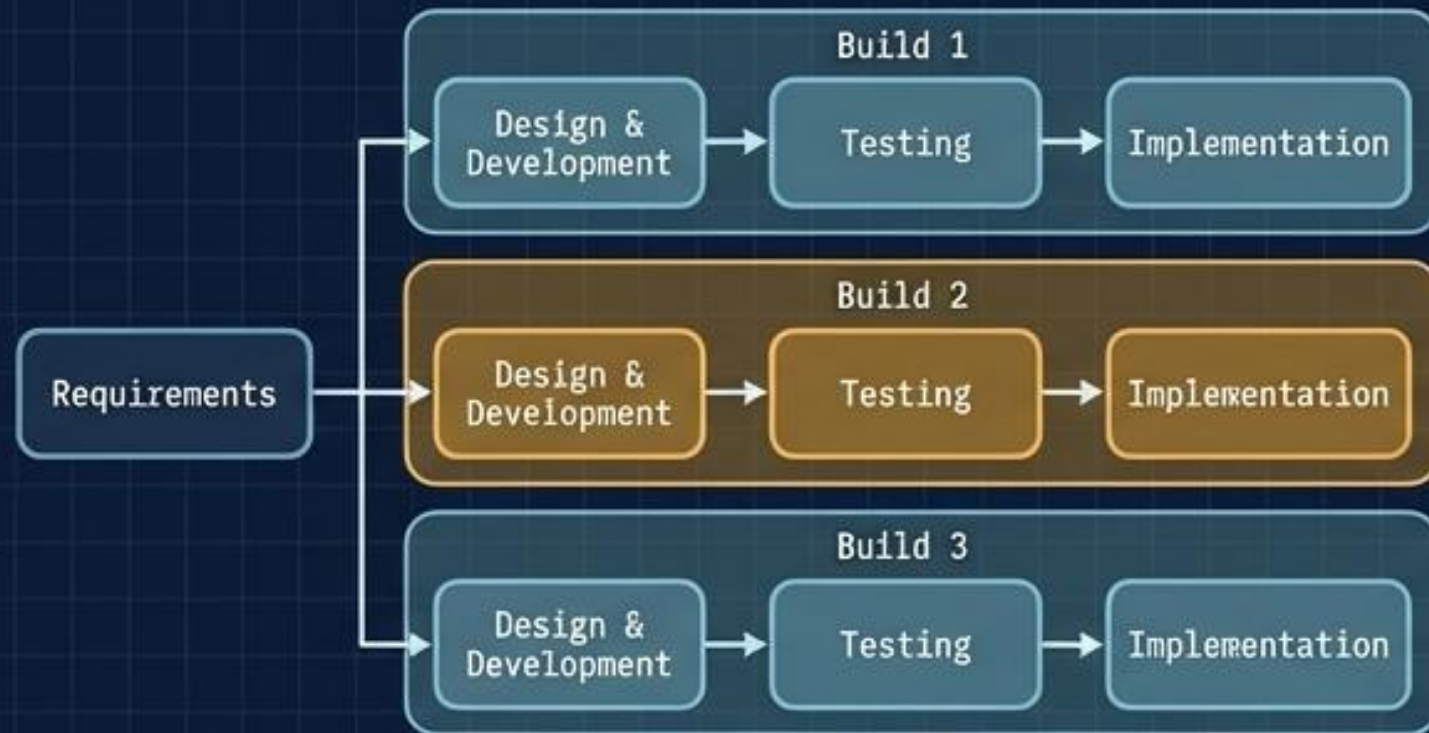 Build 1
Design &
Development
Testing
Implementation
Build 2
Requirements
Design &
Development
Testing
Implementation
Build 3
Design &
Development
Testing
Implementation